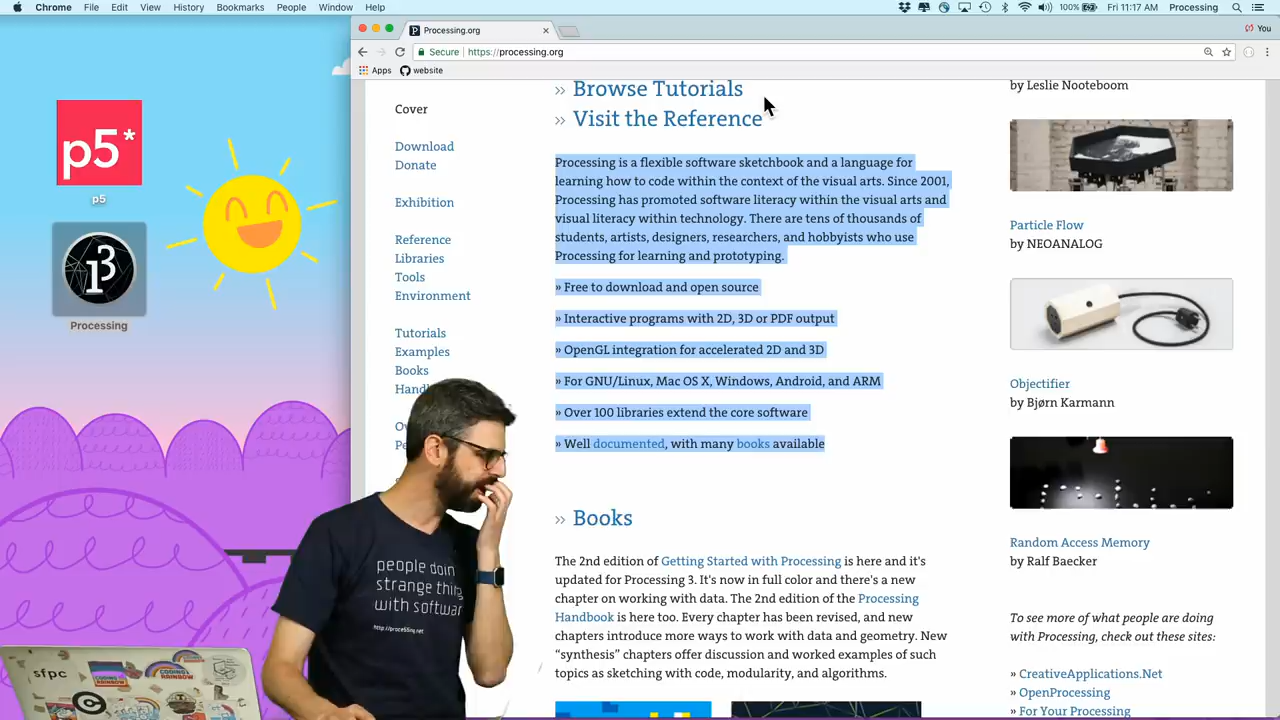 Chrome File Edit View History Bookmarks People Window Help
100% Fri 11:17 AM Processing
Processing.org
You
Secure https://processing.org
Apps website
p5*
p5
Processing
Cover
Download
Donate
Exhibition
Reference
Libraries
Tools
Environment
Tutorials
Examples
Books
» Browse Tutorials
» Visit the Reference
Processing is a flexible software sketchbook and a language for
learning how to code within the context of the visual arts. Since 2001,
Processing has promoted software literacy within the visual arts and
visual literacy within technology. There are tens of thousands of
students, artists, designers, researchers, and hobbyists who use
Processing for learning and prototyping.
» Free to download and open source
» Interactive programs with 2D, 3D or PDF output
» OpenGL integration for accelerated 2D and 3D
» For GNU/Linux, Mac OS X, Windows, Android, and ARM
» Over 100 libraries extend the core software
» Well documented, with many books available
» Books
The 2nd edition of Getting Started with Processing is here and it's
updated for Processing 3. It's now in full color and there's a new
chapter on working with data. The 2nd edition of the Processing
Handbook is here too. Every chapter has been revised, and new
chapters introduce more ways to work with data and geometry. New
“synthesis” chapters offer discussion and worked examples of such
topics as sketching with code, modularity, and algorithms.
by Leslie Nooteboom
Particle Flow
by NEOANALOG
Objectifier
by Bjørn Karmann
Random Access Memory
by Ralf Baecker
To see more of what people are doing
with Processing, check out these sites:
» CreativeApplications.Net
» OpenProcessing
» For Your Processing
people doin
strange thing
with softwar
http://processing.net
sfpc
CODING
RAINBOW